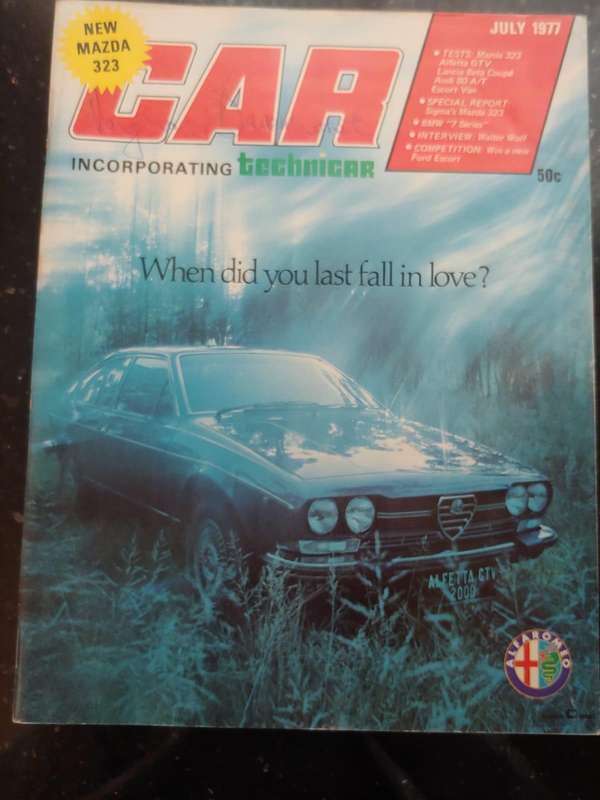 NEW
MAZDA
323
CAR
INCORPORATING technicar
JULY 1977
• TESTS: Mazda 323
Alfetta GTV
Lancia Beta Coupé
Audi 80 A/T
Escort Van
• SPECIAL REPORT
Sigma's Mazda 323
• BMW "7 Series"
• INTERVIEW: Walter Wolf
• COMPETITION: Win a new
Ford Escort
50c
When did you last fall in love?
ALFETTA GTV
2000
ALFA ROMEO